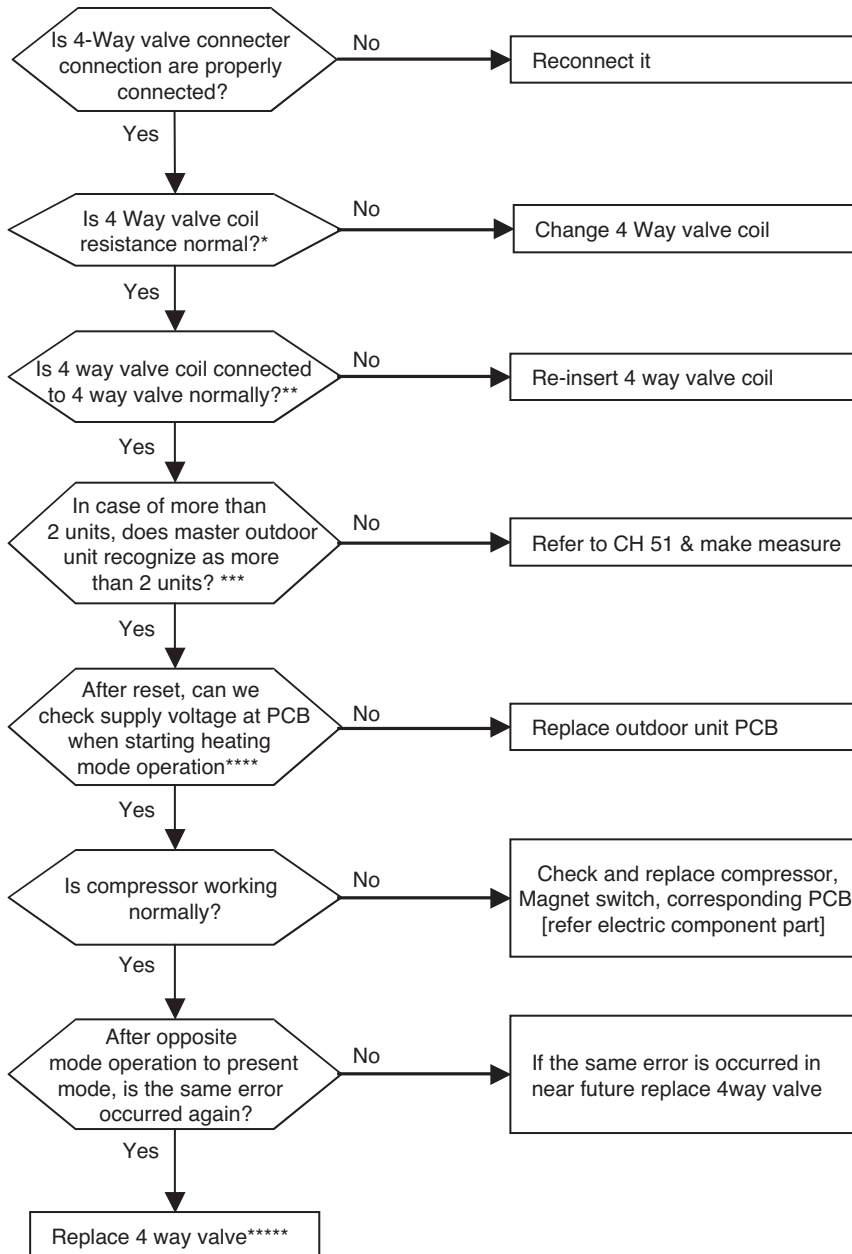 Is 4-Way valve connecter
connection are properly
connected?
No
Reconnect it
Yes
Is 4 Way valve coil
resistance normal?*
No
Change 4 Way valve coil
Yes
Is 4 way valve coil connected
to 4 way valve normally?**
No
Re-insert 4 way valve coil
Yes
In case of more than
2 units, does master outdoor
unit recognize as more
than 2 units? ***
No
Refer to CH 51 & make measure
Yes
After reset, can we
check supply voltage at PCB
when starting heating
mode operation****
No
Replace outdoor unit PCB
Yes
Is compressor working
normally?
No
Check and replace compressor,
Magnet switch, corresponding PCB
[refer electric component part]
Yes
After opposite
mode operation to present
mode, is the same error
occurred again?
No
If the same error is occurred in
near future replace 4way valve
Yes
Replace 4 way valve*****